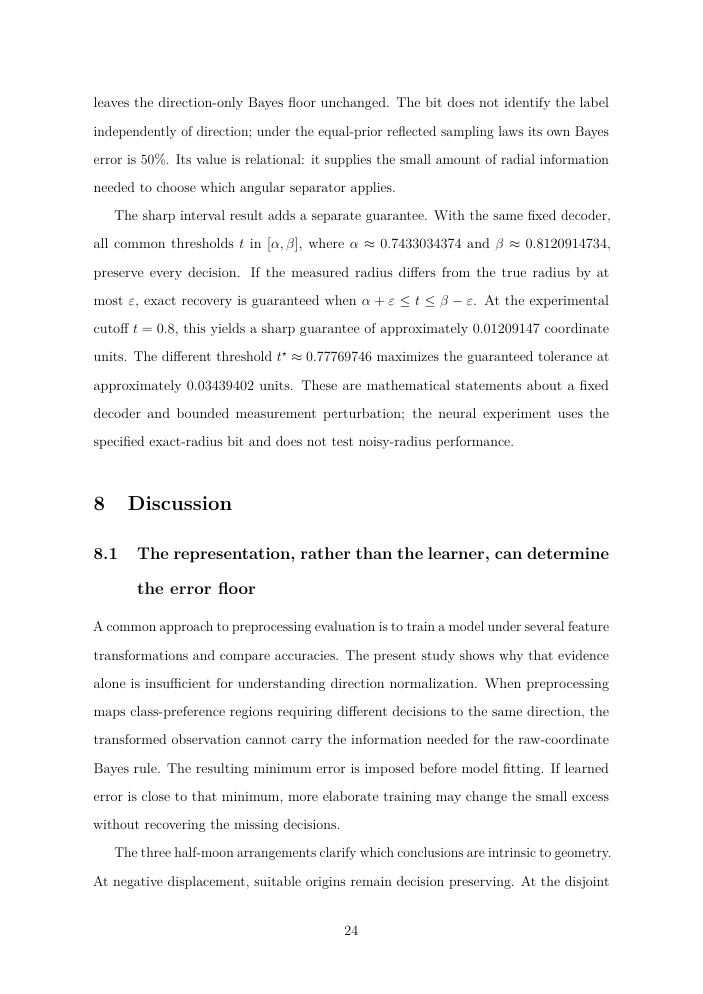 leaves the direction-only Bayes floor unchanged. The bit does not identify the label
independently of direction; under the equal-prior reflected sampling laws its own Bayes
error is 50%. Its value is relational: it supplies the small amount of radial information
needed to choose which angular separator applies.
The sharp interval result adds a separate guarantee. With the same fixed decoder,
all common thresholds t in [α, β], where α ≈ 0.7433034374 and β ≈ 0.8120914734,
preserve every decision. If the measured radius differs from the true radius by at
most ε, exact recovery is guaranteed when α + ε ≤ t ≤ β − ε. At the experimental
cutoff t = 0.8, this yields a sharp guarantee of approximately 0.01209147 coordinate
units. The different threshold t⋆ ≈ 0.77769746 maximizes the guaranteed tolerance at
approximately 0.03439402 units. These are mathematical statements about a fixed
decoder and bounded measurement perturbation; the neural experiment uses the
specified exact-radius bit and does not test noisy-radius performance.
8 Discussion
8.1 The representation, rather than the learner, can determine
the error floor
A common approach to preprocessing evaluation is to train a model under several feature
transformations and compare accuracies. The present study shows why that evidence
alone is insufficient for understanding direction normalization. When preprocessing
maps class-preference regions requiring different decisions to the same direction, the
transformed observation cannot carry the information needed for the raw-coordinate
Bayes rule. The resulting minimum error is imposed before model fitting. If learned
error is close to that minimum, more elaborate training may change the small excess
without recovering the missing decisions.
The three half-moon arrangements clarify which conclusions are intrinsic to geometry.
At negative displacement, suitable origins remain decision preserving. At the disjoint
24